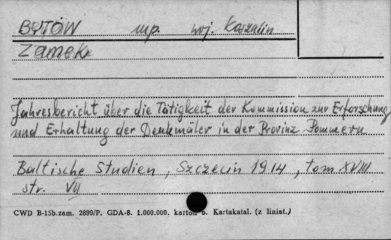 BYTÓW mp. woj. Koszalin
Zamek
Jahresbericht über die Tätigkeit der Kommission zur Erforschung
und Erhaltung der Denkmäler in der Provinz Pommern
Baltische Studien, Szczecin 1914, tom XVIII
str. VII
CWD B-15b.zam. 2899/P. GDA-8. 1.000.000. karton b. Kartakatal. (z liniat.)